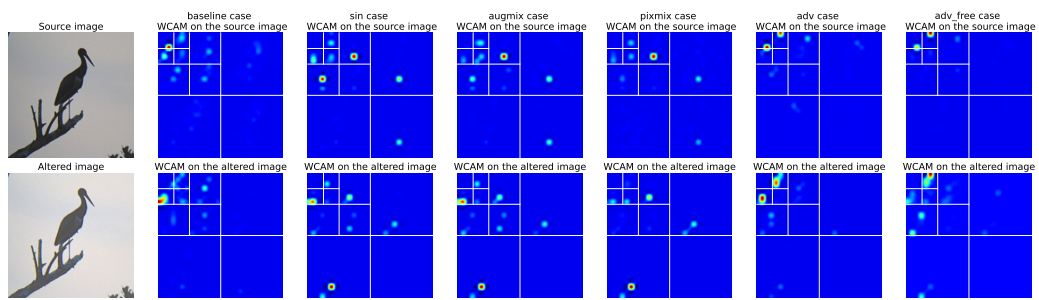 baseline case
sin case
augmix case
pixmix case
adv case
adv_free case
Source image
WCAM on the source image
WCAM on the source image
WCAM on the source image
WCAM on the source image
WCAM on the source image
WCAM on the source image
Altered image
WCAM on the altered image
WCAM on the altered image
WCAM on the altered image
WCAM on the altered image
WCAM on the altered image
WCAM on the altered image